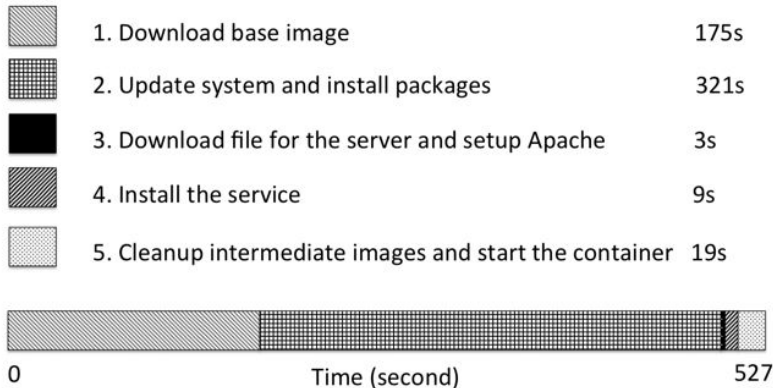 1. Download base image 175s
2. Update system and install packages 321s
3. Download file for the server and setup Apache 3s
4. Install the service 9s
5. Cleanup intermediate images and start the container 19s
0 Time (second) 527